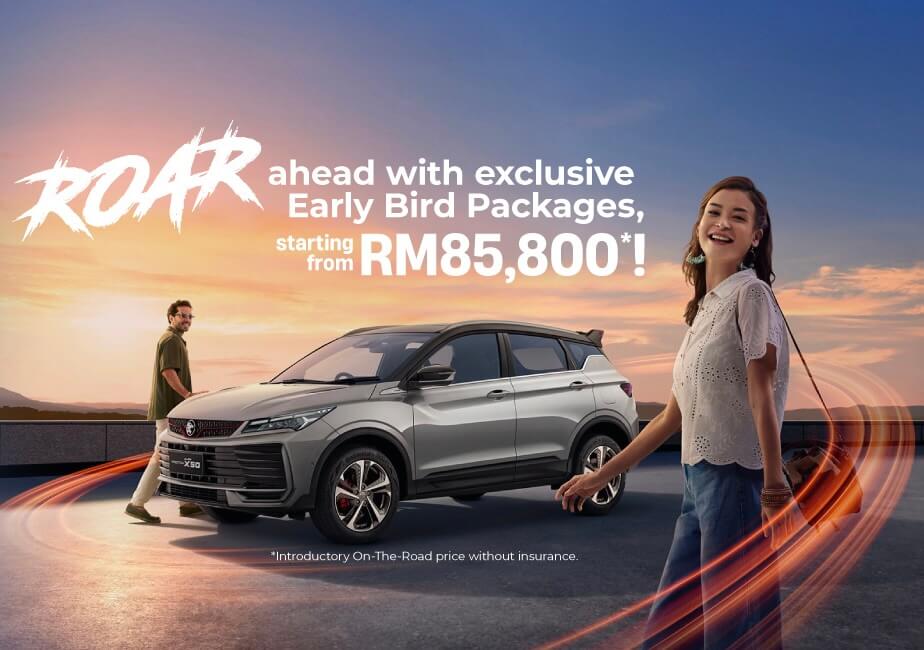 ROAR ahead with exclusive
Early Bird Packages,
starting
from RM85,800*!
X50
*Introductory On-The-Road price without insurance.